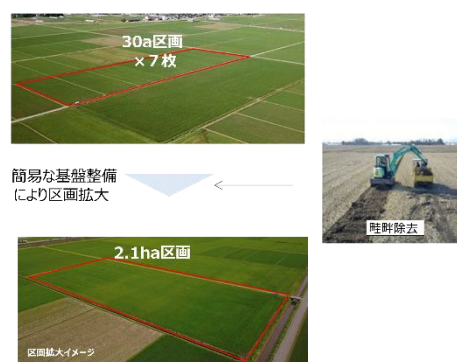 30a区画
×7枚
簡易な基盤整備
により区画拡大
畦畔除去
2.1ha区画
区画拡大イメージ